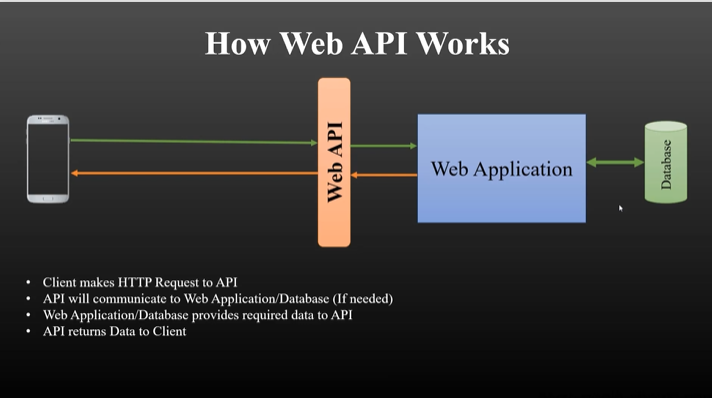 How Web API Works
Web API
Web Application
Database
• Client makes HTTP Request to API
• API will communicate to Web Application/Database (If needed)
• Web Application/Database provides required data to API
• API returns Data to Client